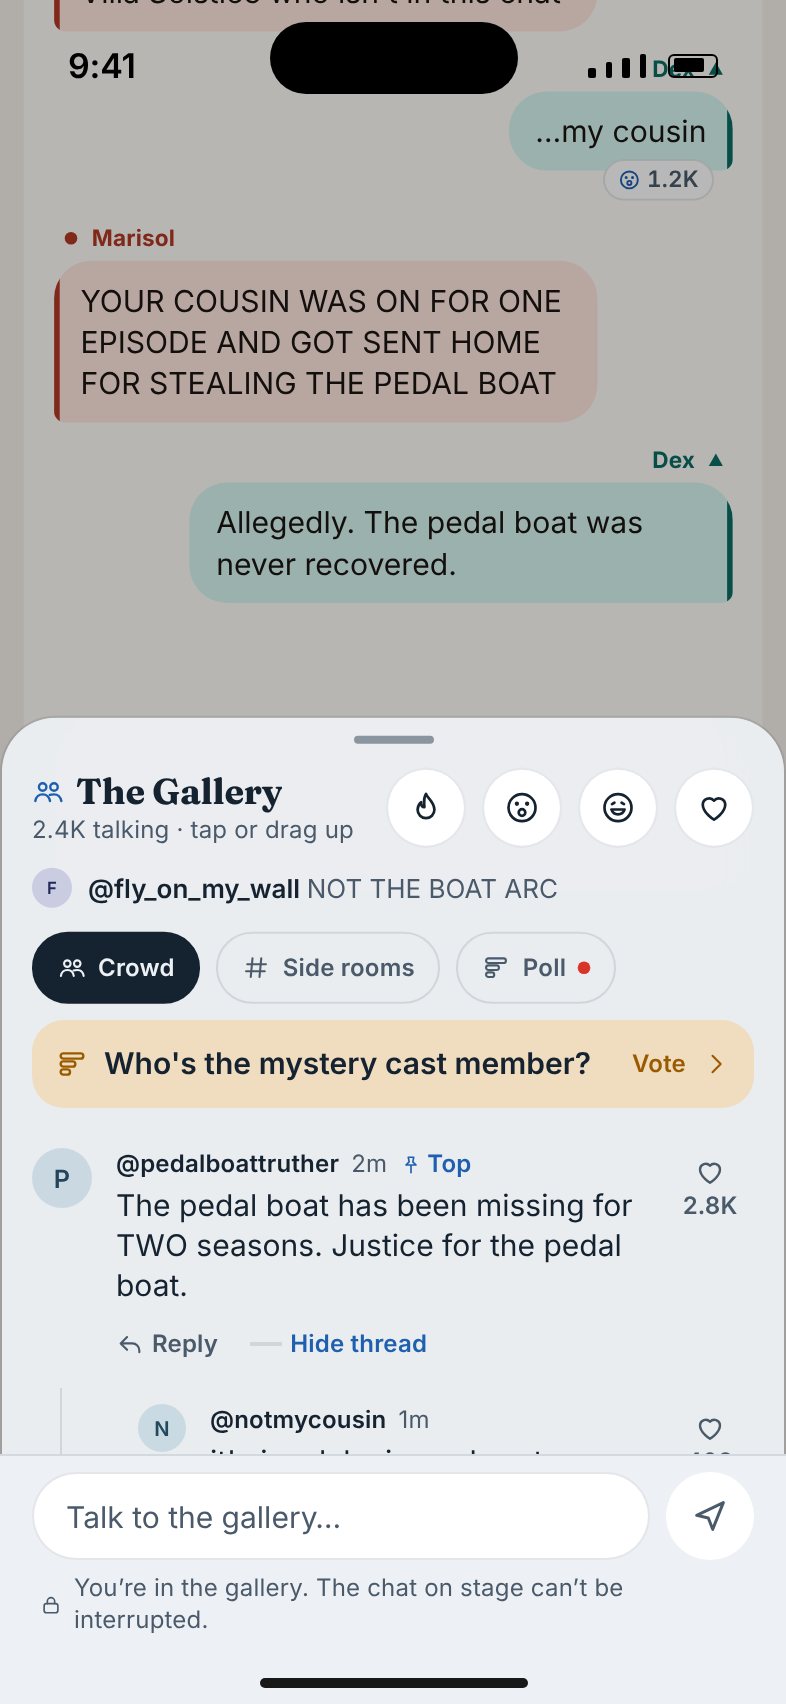 9:41
Dex
...my cousin
1.2K
Marisol
YOUR COUSIN WAS ON FOR ONE
EPISODE AND GOT SENT HOME
FOR STEALING THE PEDAL BOAT
Dex
Allegedly. The pedal boat was
never recovered.
The Gallery
2.4K talking · tap or drag up
F @fly_on_my_wall NOT THE BOAT ARC
Crowd Side rooms Poll
Who's the mystery cast member? Vote
P @pedalboattruther 2m Top
2.8K
The pedal boat has been missing for
TWO seasons. Justice for the pedal
boat.
Reply Hide thread
N @notmycousin 1m
Talk to the gallery...
You’re in the gallery. The chat on stage can’t be
interrupted.